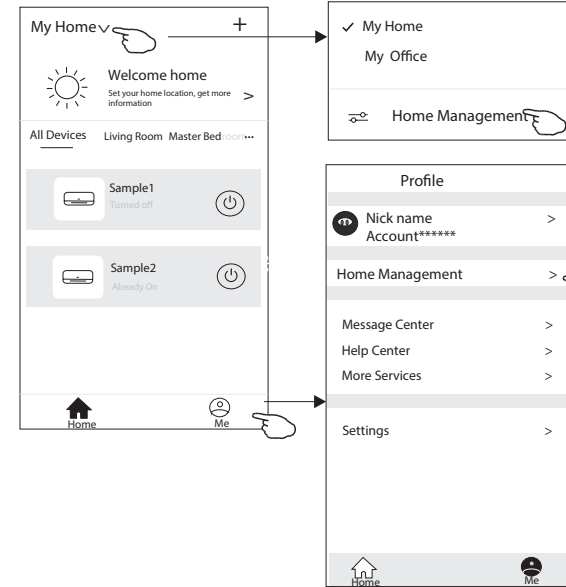 My Home
+
Welcome home
Set your home location, get more
information
>
All Devices Living Room Master Bedroom •••
Sample1
Turned off
Sample2
Already On
Home
Me
✓ My Home
My Office
Home Management
Profile
Nick name >
Account******
Home Management >
Message Center >
Help Center >
More Services >
Settings >
Home
Me